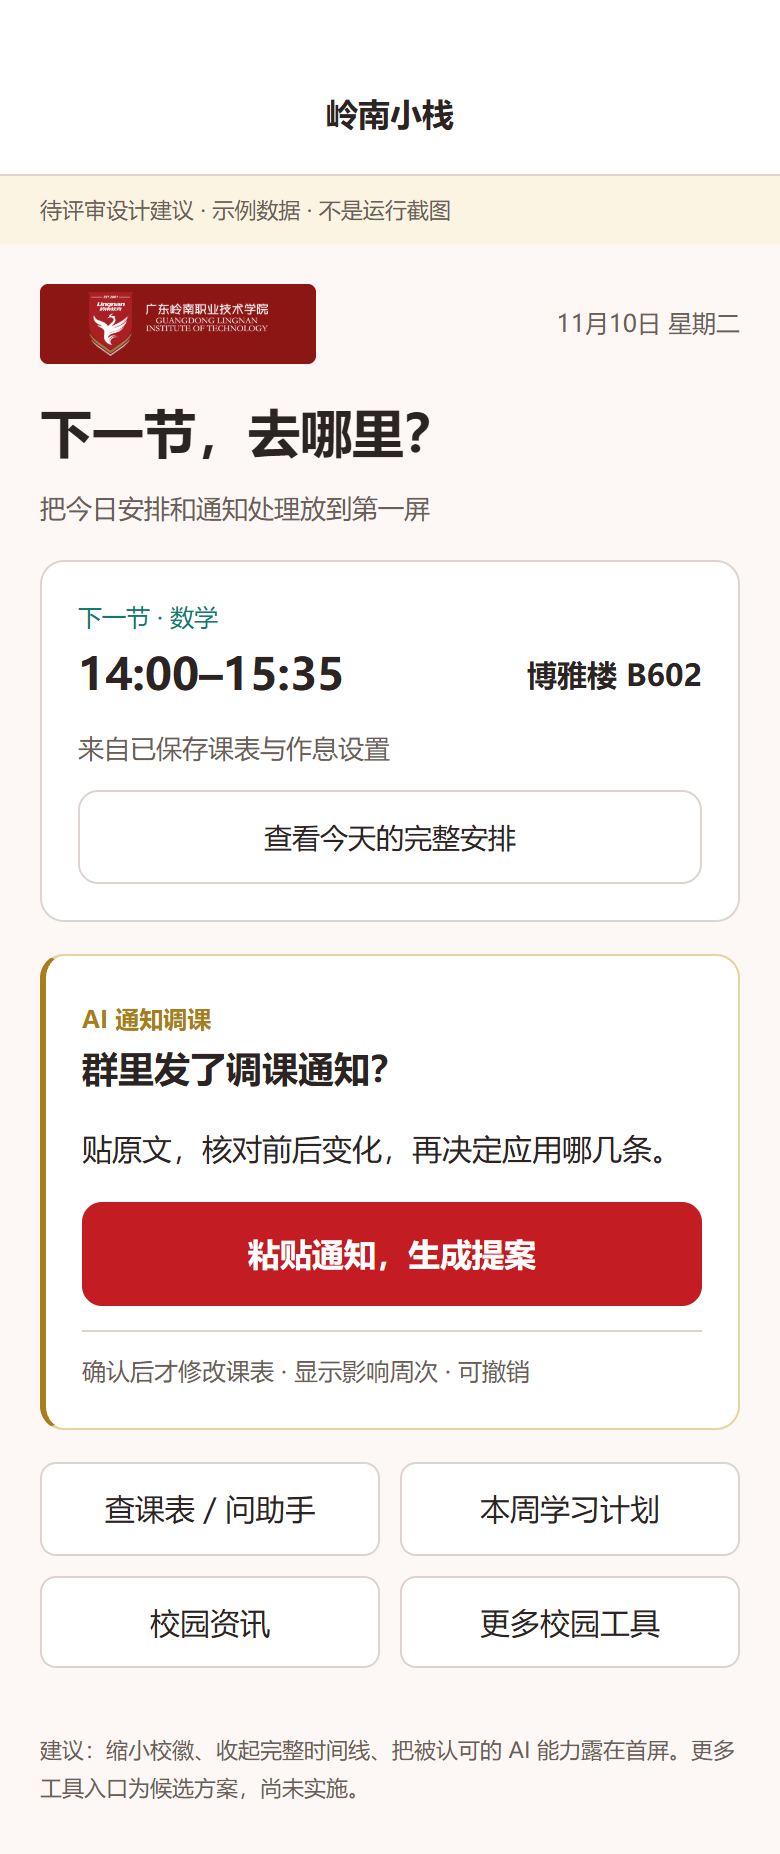 岭南小栈
待评审设计建议 · 示例数据 · 不是运行截图
Lingnan
广东岭南职业技术学院
GUANGDONG LINGNAN
INSTITUTE OF TECHNOLOGY
11月10日 星期二
下一节，去哪里？
把今日安排和通知处理放到第一屏
下一节 · 数学
14:00–15:35
博雅楼 B602
来自已保存课表与作息设置
查看今天的完整安排
AI 通知调课
群里发了调课通知？
贴原文，核对前后变化，再决定应用哪几条。
粘贴通知，生成提案
确认后才修改课表 · 显示影响周次 · 可撤销
查课表 / 问助手
本周学习计划
校园资讯
更多校园工具
建议：缩小校徽、收起完整时间线、把被认可的 AI 能力露在首屏。更多
工具入口为候选方案，尚未实施。